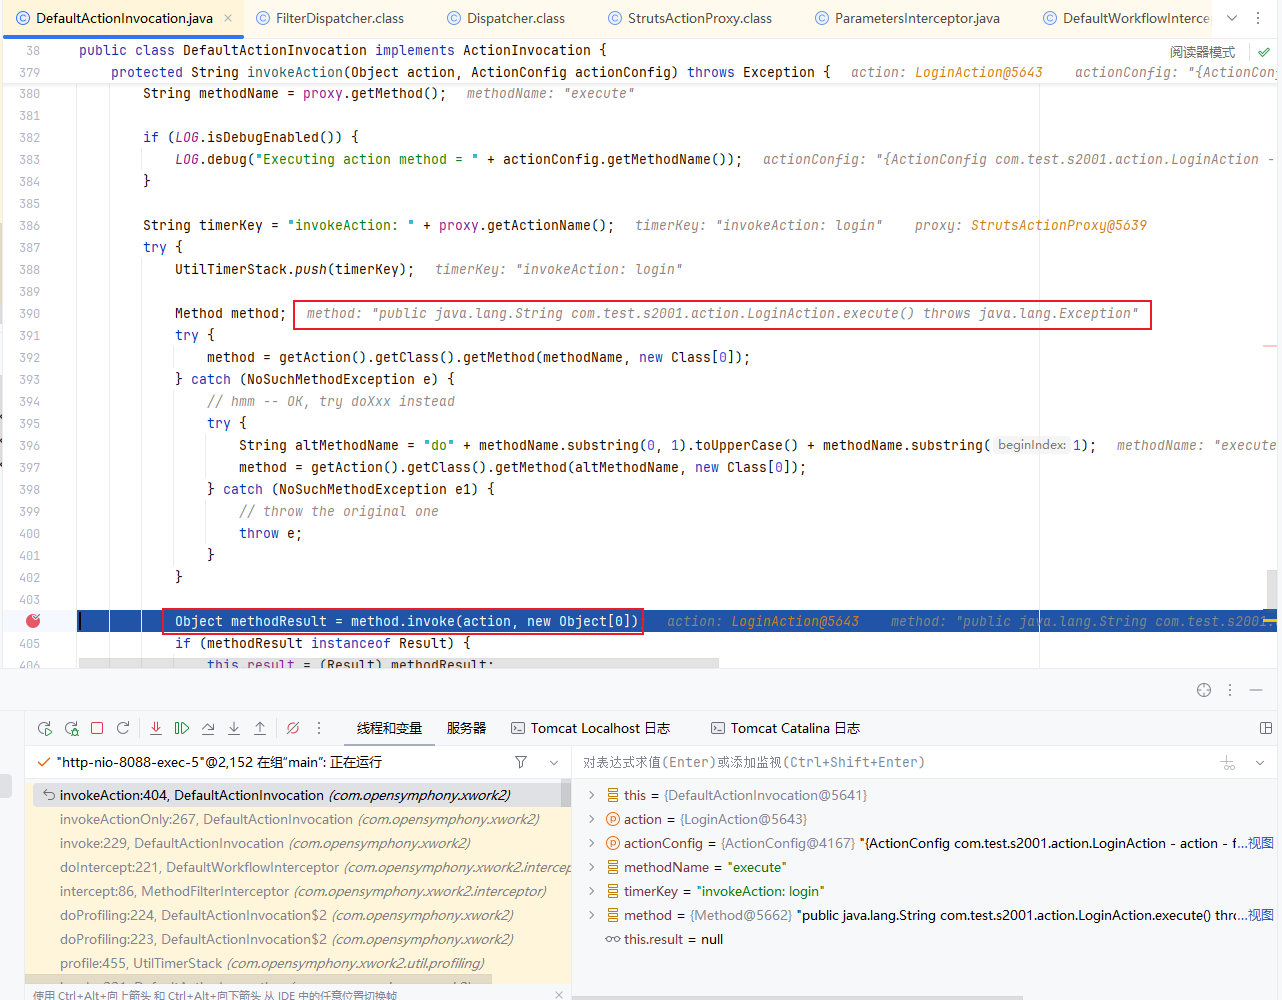 DefaultActionInvocation.java × FilterDispatcher.class Dispatcher.class StrutsActionProxy.class ParametersInterceptor.java DefaultWorkflowInterce
38 public class DefaultActionInvocation implements ActionInvocation { 阅读器模式
379 protected String invokeAction(Object action, ActionConfig actionConfig) throws Exception { action: LoginAction@5643 actionConfig: "{ActionCon
380 String methodName = proxy.getMethod(); methodName: "execute"
381
382 if (LOG.isDebugEnabled()) {
383 LOG.debug("Executing action method = " + actionConfig.getMethodName()); actionConfig: "{ActionConfig com.test.s2001.action.LoginAction -
384 }
385
386 String timerKey = "invokeAction: " + proxy.getActionName(); timerKey: "invokeAction: login" proxy: StrutsActionProxy@5639
387 try {
388 UtilTimerStack.push(timerKey); timerKey: "invokeAction: login"
389
390 Method method; method: "public java.lang.String com.test.s2001.action.LoginAction.execute() throws java.lang.Exception"
391 try {
392 method = getAction().getClass().getMethod(methodName, new Class[0]);
393 } catch (NoSuchMethodException e) {
394 // hmm -- OK, try doXxx instead
395 try {
396 String altMethodName = "do" + methodName.substring(0, 1).toUpperCase() + methodName.substring( beginIndex: 1); methodName: "execute
397 method = getAction().getClass().getMethod(altMethodName, new Class[0]);
398 } catch (NoSuchMethodException e1) {
399 // throw the original one
400 throw e;
401 }
402 }
403
Object methodResult = method.invoke(action, new Object[0]) action: LoginAction@5643 method: "public java.lang.String com.test.s2001.
405 if (methodResult instanceof Result) {
406 this.result = (Result) methodResult;
线程和变量 服务器 Tomcat Localhost 日志 Tomcat Catalina 日志
"http-nio-8088-exec-5"@2,152 在组"main": 正在运行
对表达式求值(Enter)或添加监视(Ctrl+Shift+Enter)
invokeAction:404, DefaultActionInvocation (com.opensymphony.xwork2)
invokeActionOnly:267, DefaultActionInvocation (com.opensymphony.xwork2)
invoke:229, DefaultActionInvocation (com.opensymphony.xwork2)
doIntercept:221, DefaultWorkflowInterceptor (com.opensymphony.xwork2.intercep
intercept:86, MethodFilterInterceptor (com.opensymphony.xwork2.interceptor)
doProfiling:224, DefaultActionInvocation$2 (com.opensymphony.xwork2)
doProfiling:223, DefaultActionInvocation$2 (com.opensymphony.xwork2)
profile:455, UtilTimerStack (com.opensymphony.xwork2.util.profiling)
使用 Ctrl+Alt+向上箭头 和 Ctrl+Alt+向下箭头 从 IDE 中的任意位置切换帧 ×
this = {DefaultActionInvocation@5641}
action = {LoginAction@5643}
actionConfig = {ActionConfig@4167} "{ActionConfig com.test.s2001.action.LoginAction - action - f...视图
methodName = "execute"
timerKey = "invokeAction: login"
method = {Method@5662} "public java.lang.String com.test.s2001.action.LoginAction.execute() thr...视图
this.result = null